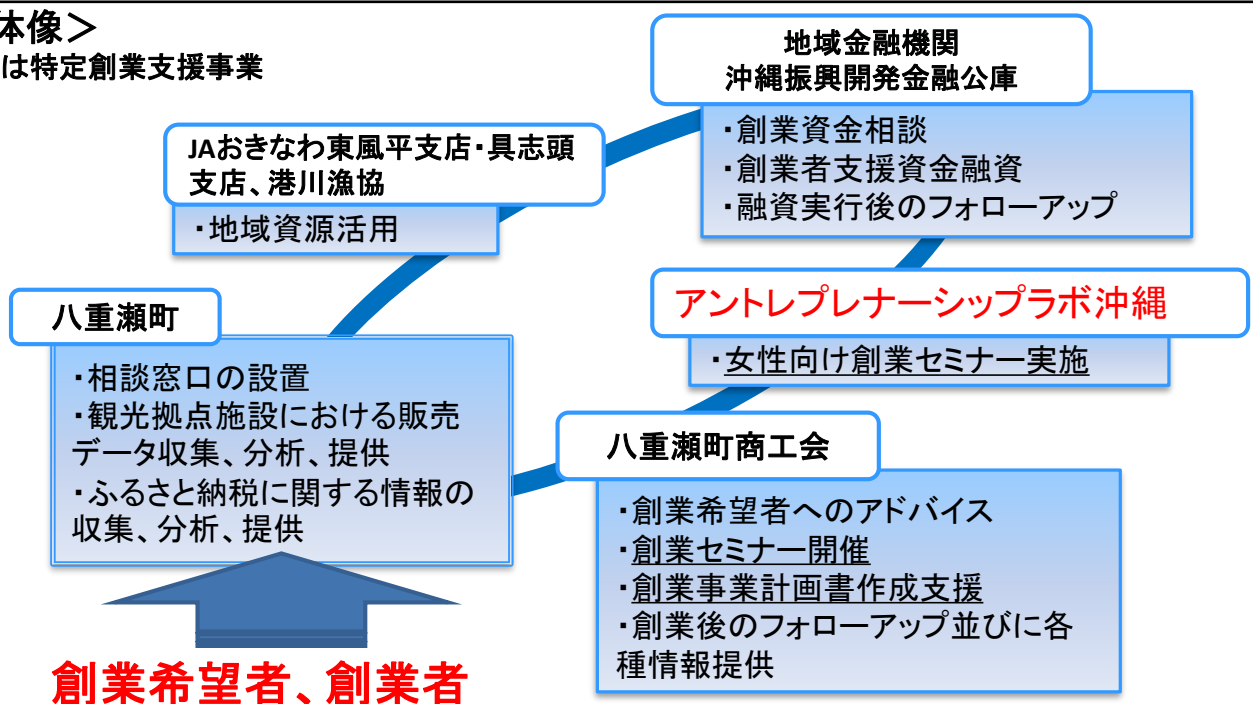 体像＞
は特定創業支援事業
地域金融機関
沖縄振興開発金融公庫
・創業資金相談
・創業者支援資金融資
・融資実行後のフォローアップ
JAおきなわ東風平支店・具志頭
支店、港川漁協
・地域資源活用
八重瀬町
・相談窓口の設置
・観光拠点施設における販売
データ収集、分析、提供
・ふるさと納税に関する情報の
収集、分析、提供
アントレプレナーシップラボ沖縄
・女性向け創業セミナー実施
八重瀬町商工会
・創業希望者へのアドバイス
・創業セミナー開催
・創業事業計画書作成支援
・創業後のフォローアップ並びに各
種情報提供
創業希望者、創業者